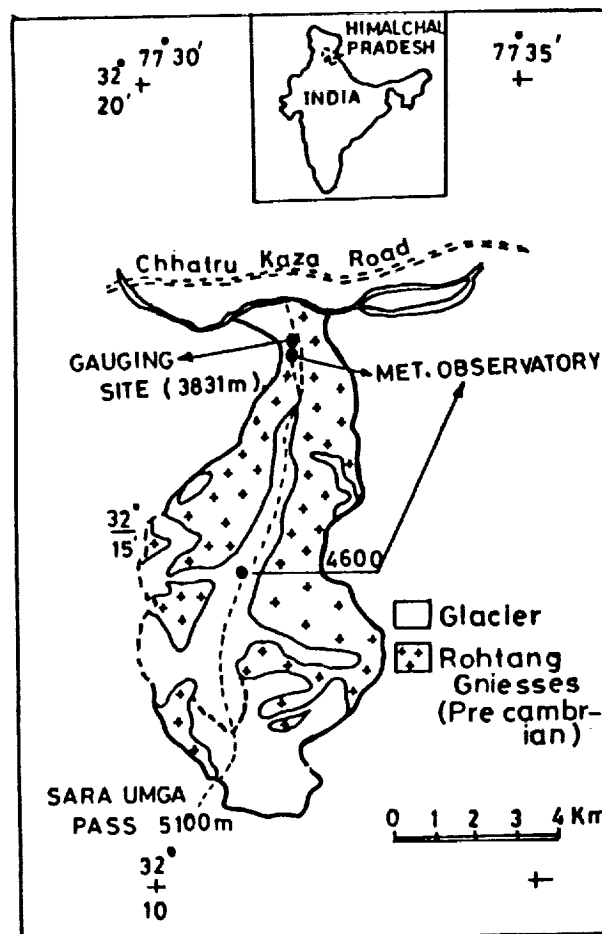 HIMALCHAL
PRADESH
INDIA
77° 30'
32°
20'
77° 35'
Chhatru Kaza Road
GAUGING
SITE (3831m)
MET. OBSERVATORY
32°
15'
4600
Glacier
Rohtang
Gniesses
(Pre cambr-
ian)
SARA UMGA
PASS 5100m
0 1 2 3 4 Km
32°
10